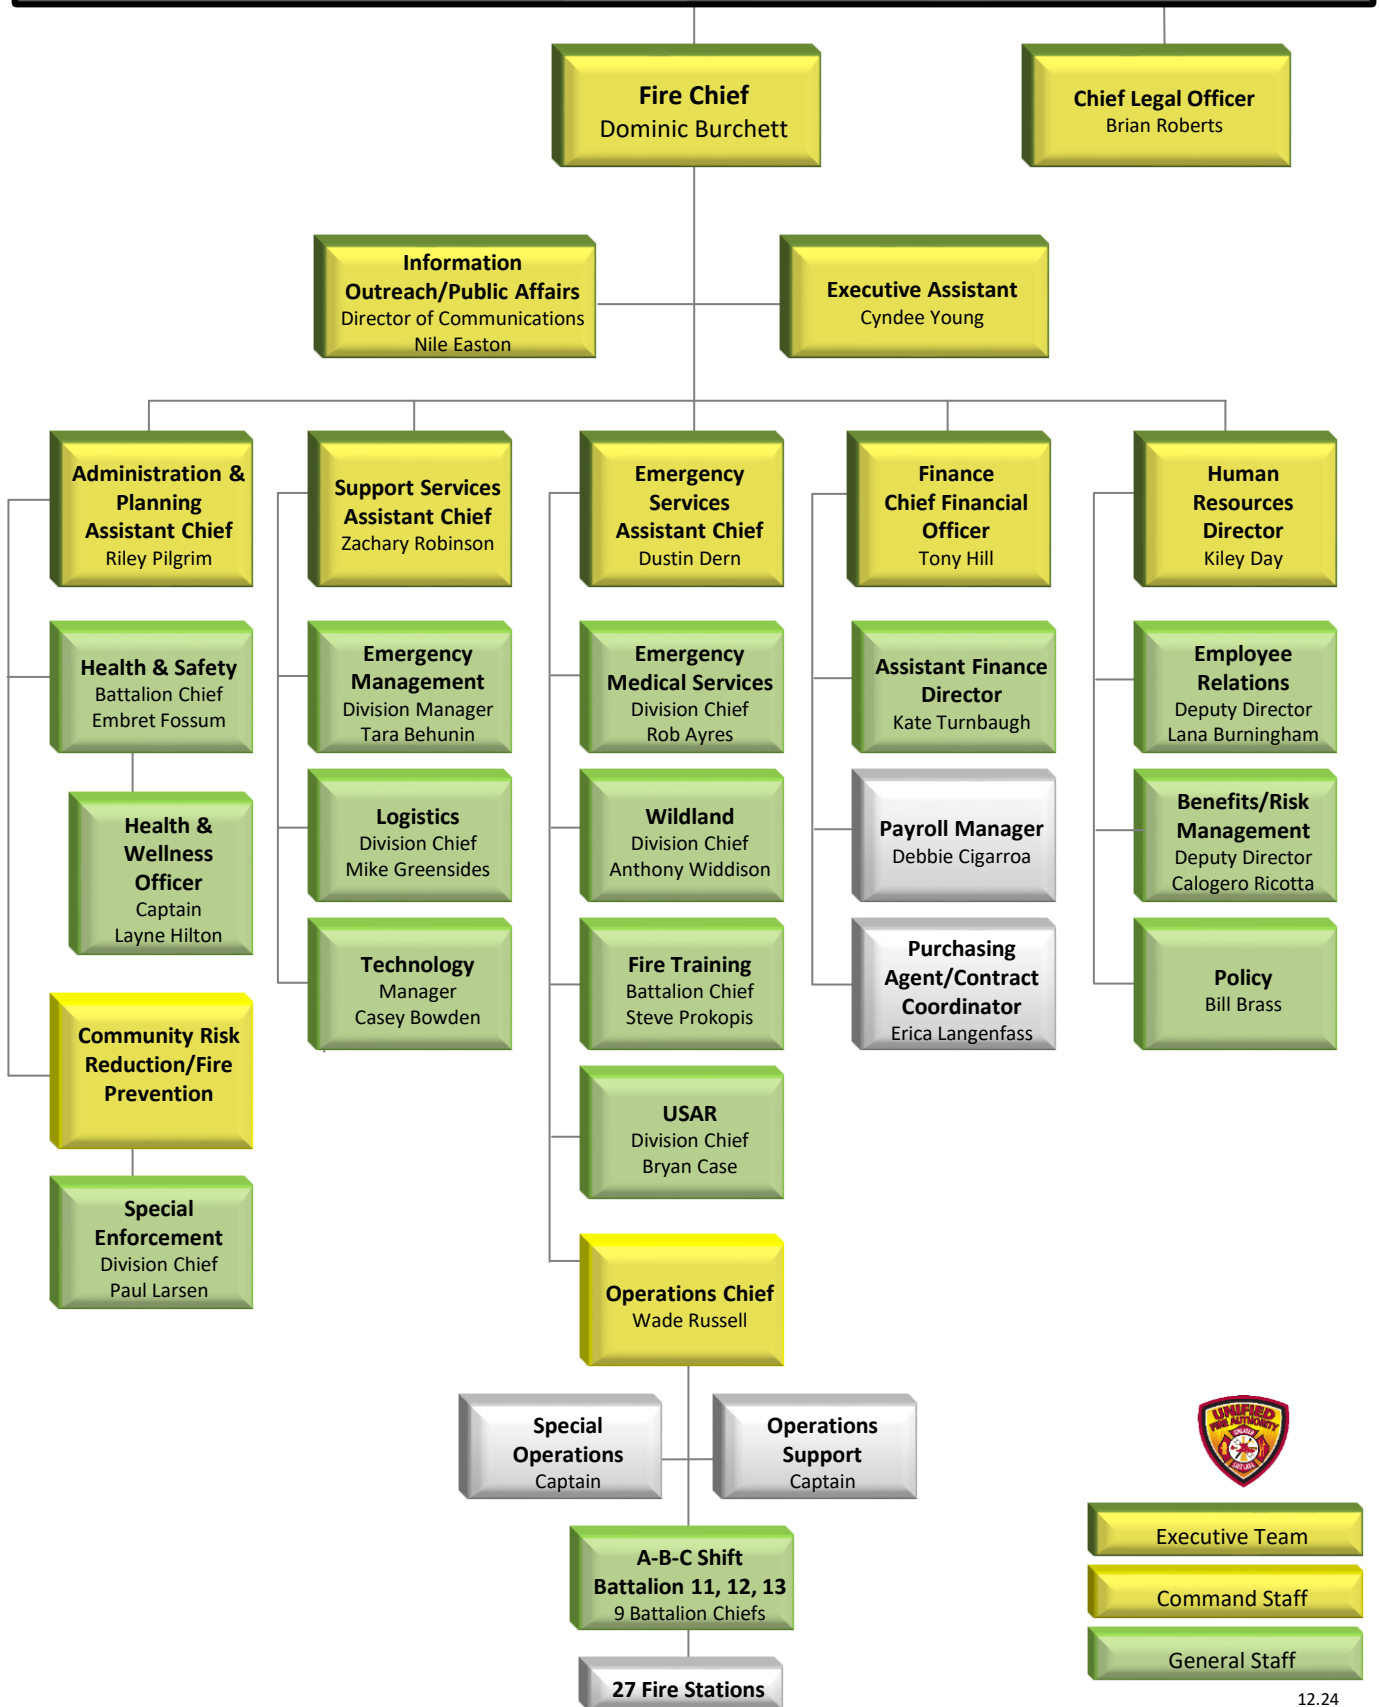 Fire Chief
Dominic Burchett
Chief Legal Officer
Brian Roberts
Information
Outreach/Public Affairs
Director of Communications
Nile Easton
Executive Assistant
Cyndee Young
Administration &
Planning
Assistant Chief
Riley Pilgrim
Support Services
Assistant Chief
Zachary Robinson
Emergency
Services
Assistant Chief
Dustin Dern
Finance
Chief Financial
Officer
Tony Hill
Human
Resources
Director
Kiley Day
Health & Safety
Battalion Chief
Embret Fossum
Emergency
Management
Division Manager
Tara Behunin
Emergency
Medical Services
Division Chief
Rob Ayres
Assistant Finance
Director
Kate Turnbaugh
Employee
Relations
Deputy Director
Lana Burningham
Health &
Wellness
Officer
Captain
Layne Hilton
Logistics
Division Chief
Mike Greensides
Wildland
Division Chief
Anthony Widdison
Payroll Manager
Debbie Cigarroa
Benefits/Risk
Management
Deputy Director
Calogero Ricotta
Technology
Manager
Casey Bowden
Fire Training
Battalion Chief
Steve Prokopis
Purchasing
Agent/Contract
Coordinator
Erica Langenfass
Policy
Bill Brass
Community Risk
Reduction/Fire
Prevention
USAR
Division Chief
Bryan Case
Special
Enforcement
Division Chief
Paul Larsen
Operations Chief
Wade Russell
Special
Operations
Captain
Operations
Support
Captain
UNIFIED
FIRE AUTHORITY
GREATER
SALT LAKE
A-B-C Shift
Battalion 11, 12, 13
9 Battalion Chiefs
27 Fire Stations
Executive Team
Command Staff
General Staff
12.24